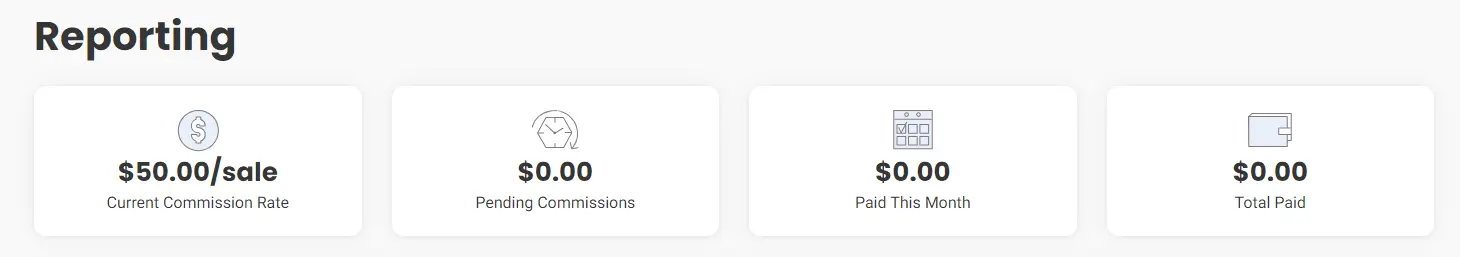 Reporting
$50.00/sale
Current Commission Rate
$0.00
Pending Commissions
$0.00
Paid This Month
$0.00
Total Paid